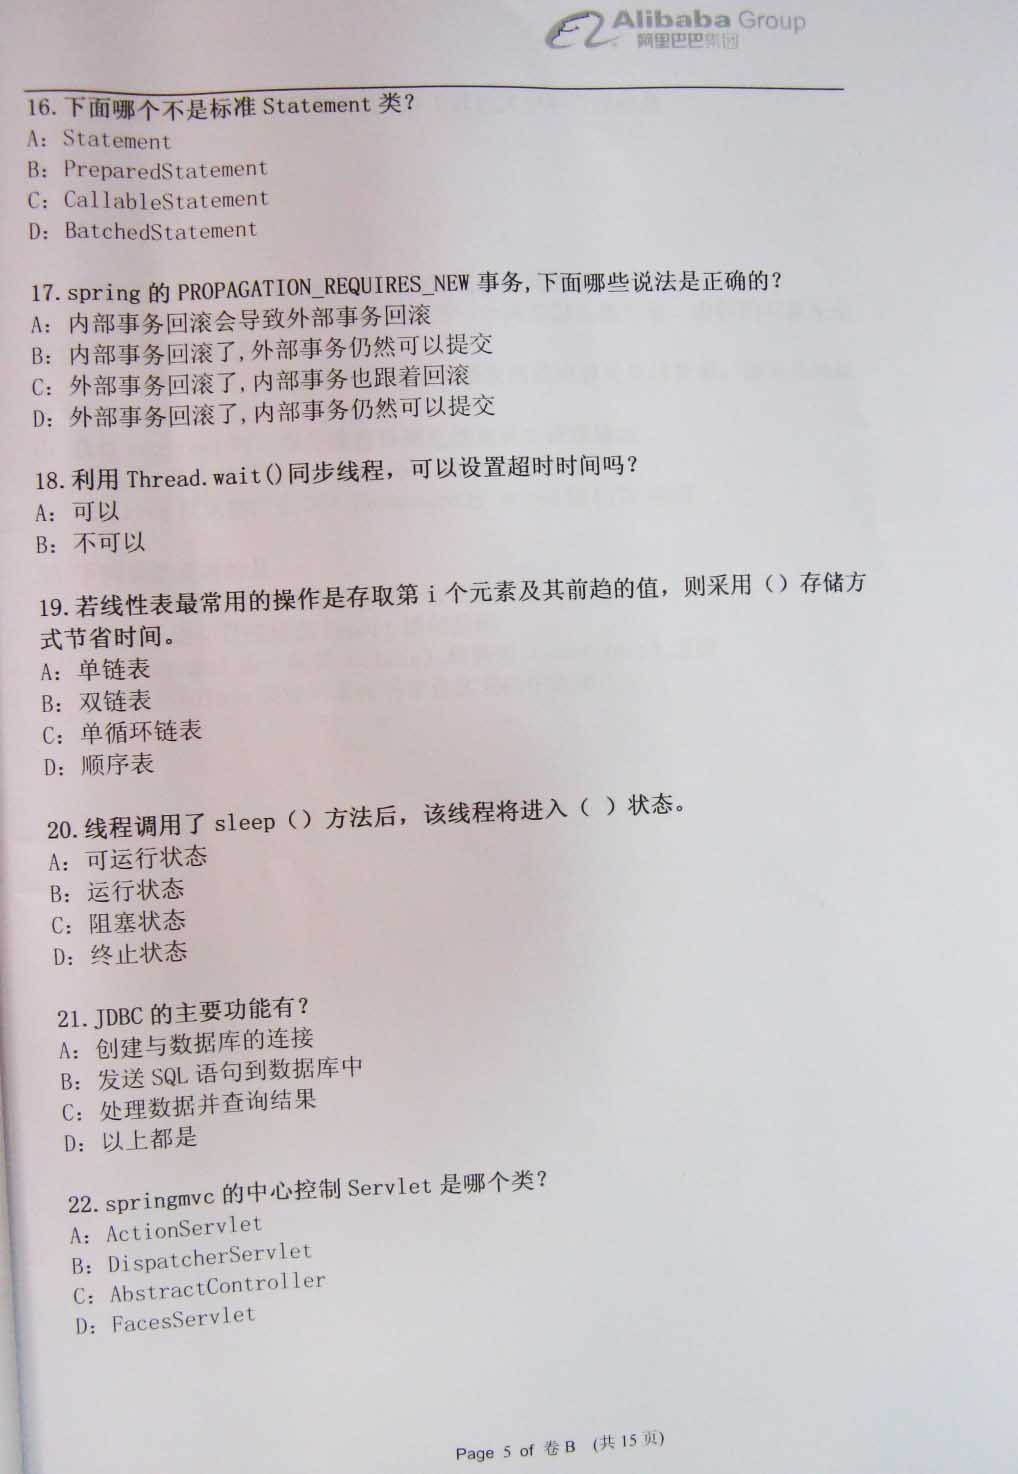 Alibaba Group
阿里巴巴集团
16. 下面哪个不是标准 Statement 类?
A: Statement
B: PreparedStatement
C: CallableStatement
D: BatchedStatement
17. spring 的 PROPAGATION_REQUIRES_NEW 事务,下面哪些说法是正确的?
A: 内部事务回滚会导致外部事务回滚
B: 内部事务回滚了,外部事务仍然可以提交
C: 外部事务回滚了,内部事务也跟着回滚
D: 外部事务回滚了,内部事务仍然可以提交
18. 利用 Thread.wait()同步线程，可以设置超时时间吗?
A: 可以
B: 不可以
19. 若线性表最常用的操作是存取第 i 个元素及其前趋的值，则采用（）存储方
式节省时间。
A: 单链表
B: 双链表
C: 单循环链表
D: 顺序表
20. 线程调用了 sleep（）方法后，该线程将进入（ ）状态。
A: 可运行状态
B: 运行状态
C: 阻塞状态
D: 终止状态
21. JDBC 的主要功能有?
A: 创建与数据库的连接
B: 发送 SQL 语句到数据库中
C: 处理数据并查询结果
D: 以上都是
22. springmvc 的中心控制 Servlet 是哪个类?
A: ActionServlet
B: DispatcherServlet
C: AbstractController
D: FacesServlet
Page 5 of 卷 B （共 15 页)